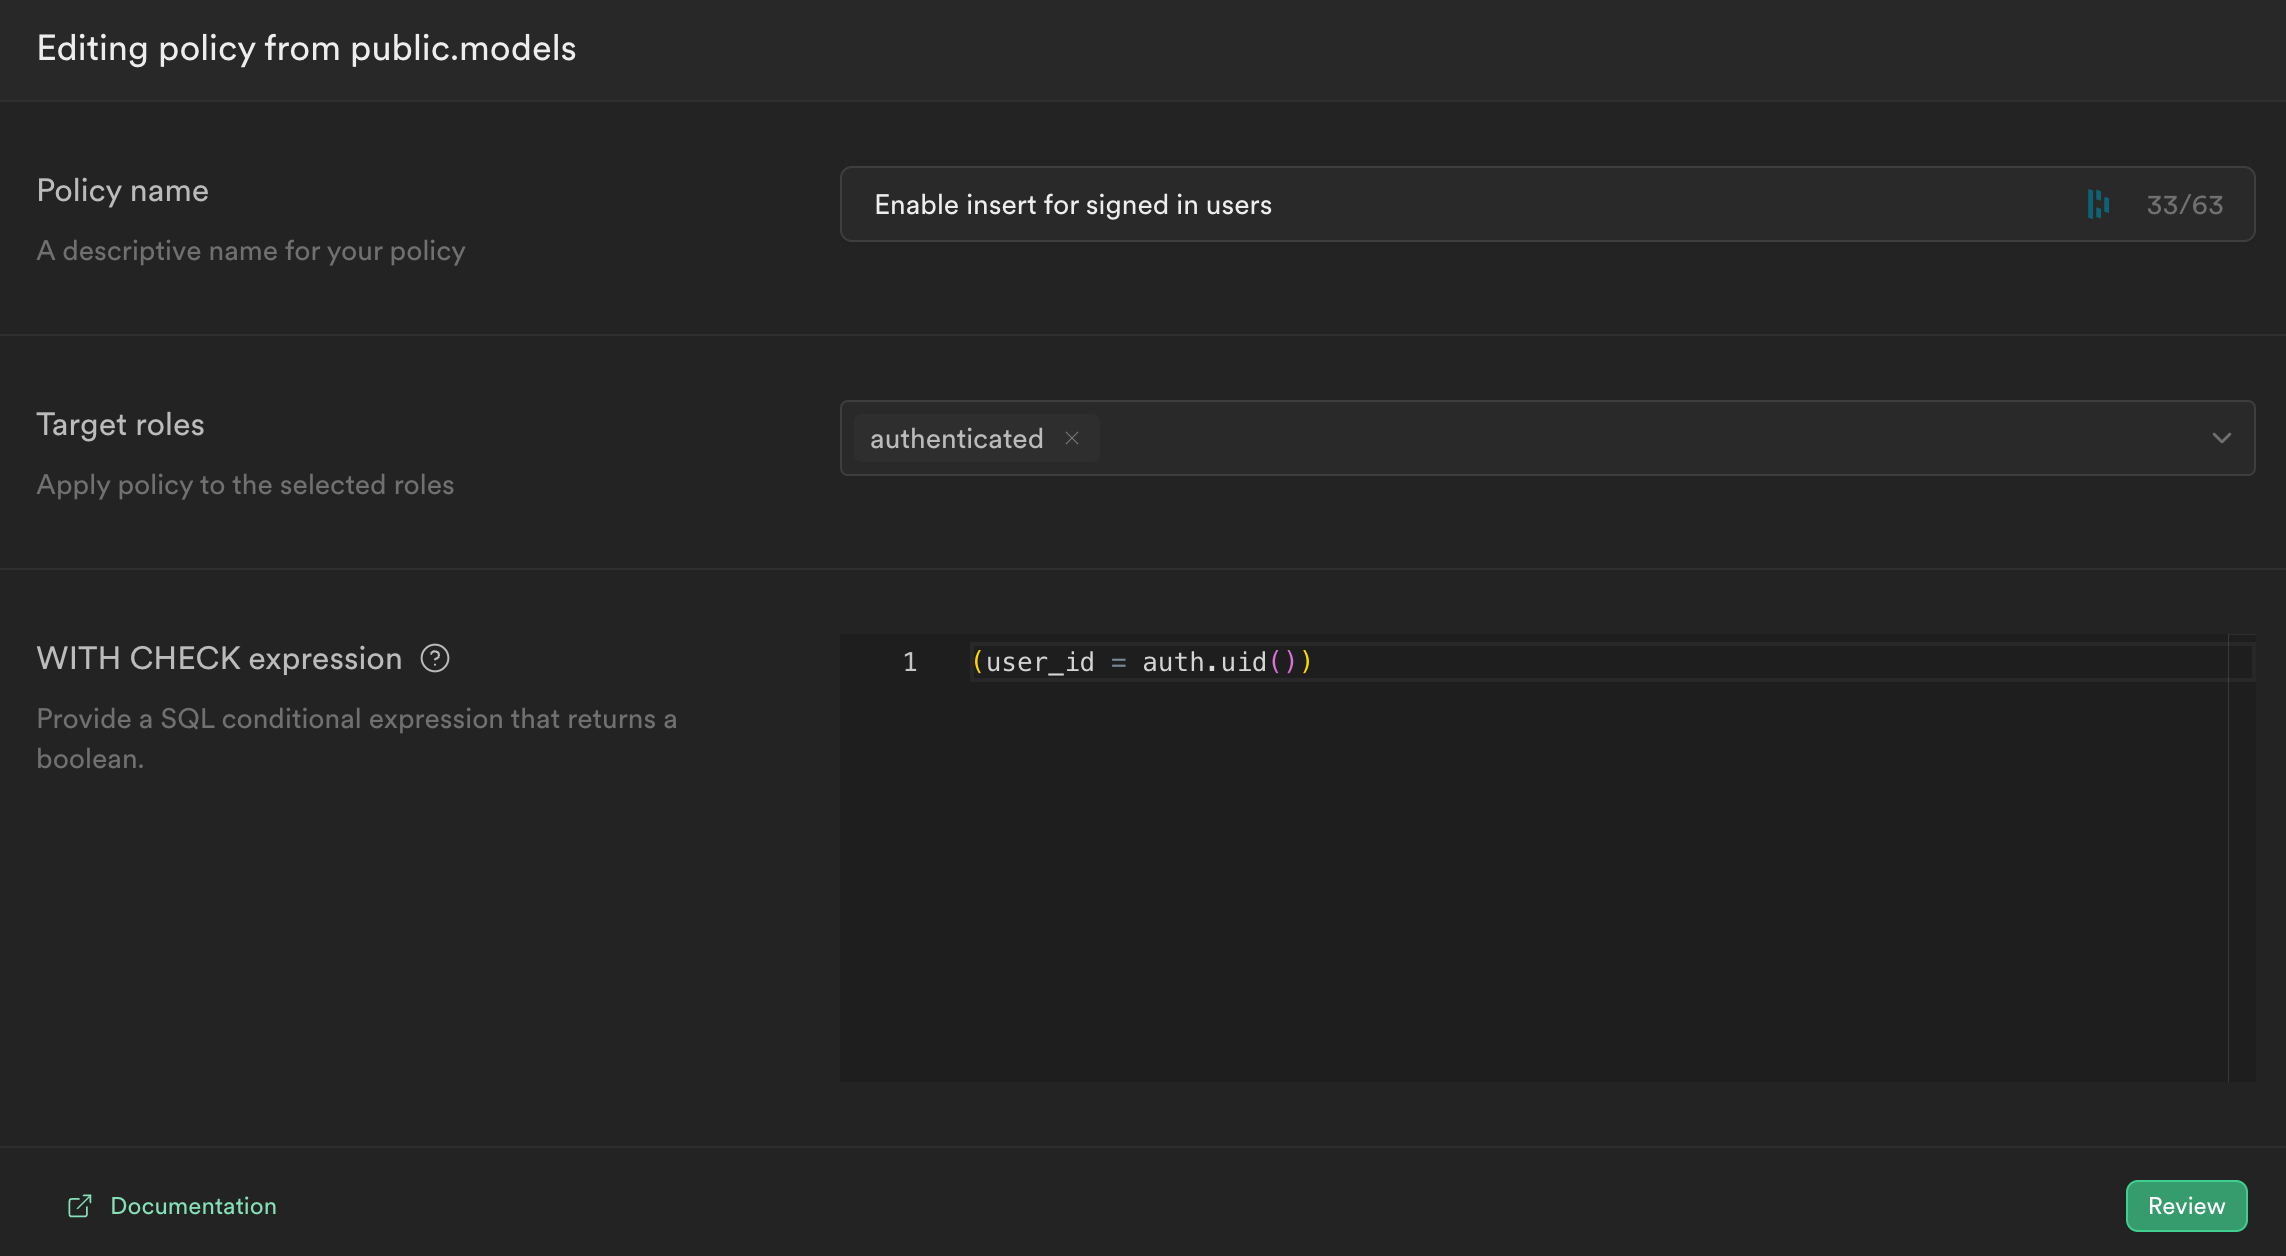 Editing policy from public.models
Policy name
A descriptive name for your policy
Enable insert for signed in users
33/63
Target roles
Apply policy to the selected roles
authenticated
WITH CHECK expression
Provide a SQL conditional expression that returns a
boolean.
1
(user_id = auth.uid())
Documentation
Review